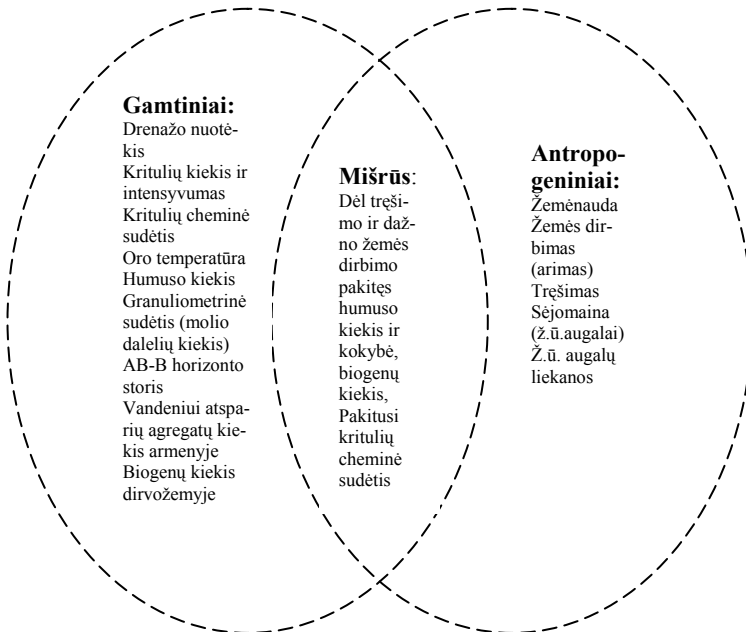 Gamtiniai:
Drenažo nuotė-
kis
Kritulių kiekis ir
intensyvumas
Kritulių cheminė
sudėtis
Oro temperatūra
Humuso kiekis
Granuliometrinė
sudėtis (molio
dalelių kiekis)
AB-B horizonto
storis
Vandeniui atspa-
rių agregatų kie-
kis armenyje
Biogenų kiekis
dirvožemyje
Mišrūs:
Dėl tręši-
mo ir daž-
no žemės
dirbimo
pakitęs
humuso
kiekis ir
kokybė,
biogenų
kiekis,
Pakitusi
kritulių
cheminė
sudėtis
Antropo-
geniniai:
Žemėnauda
Žemės dir-
bimas
(arimas)
Tręšimas
Sėjomaina
(ž.ū.augalai)
Ž.ū. augalų
liekanos